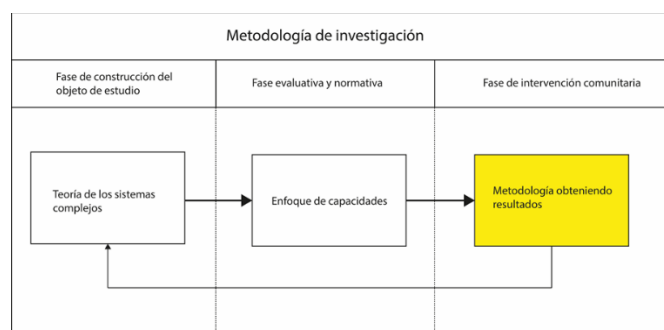 Metodología de investigación
Fase de construcción del
objeto de estudio
Fase evaluativa y normativa
Fase de intervención comunitaria
Teoría de los sistemas
complejos
Enfoque de capacidades
Metodología obteniendo
resultados